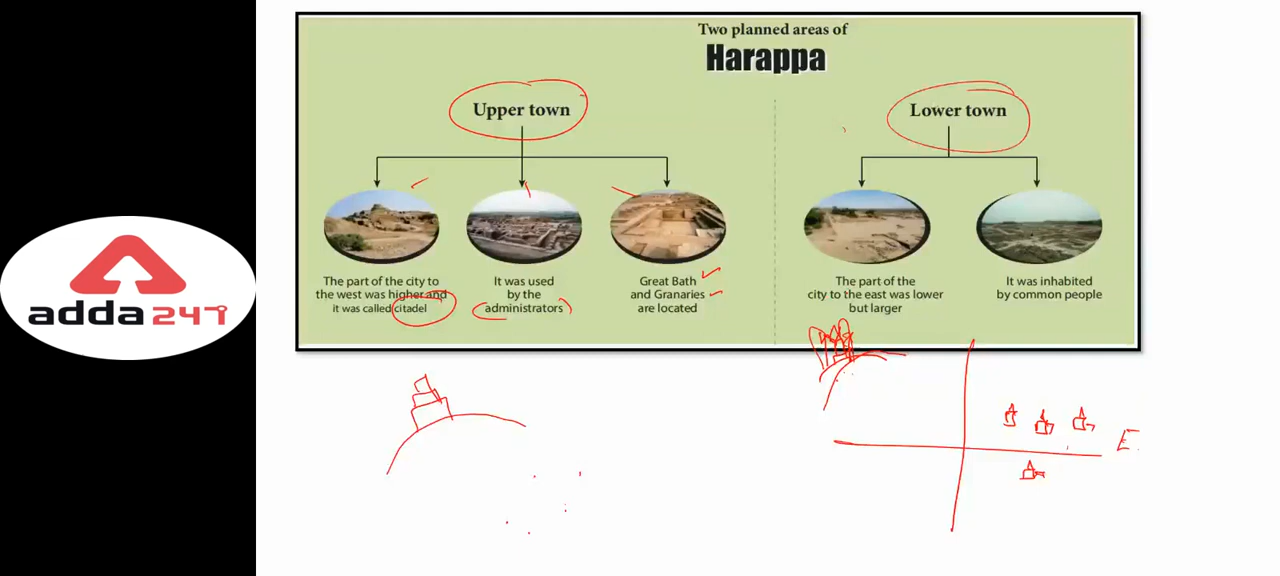 Two planned areas of
Harappa
Upper town
Lower town
The part of the city to
the west was higher and
it was called citadel
It was used
by the
administrators
Great Bath
and Granaries
are located
The part of the
city to the east was lower
but larger
It was inhabited
by common people
adda247
E